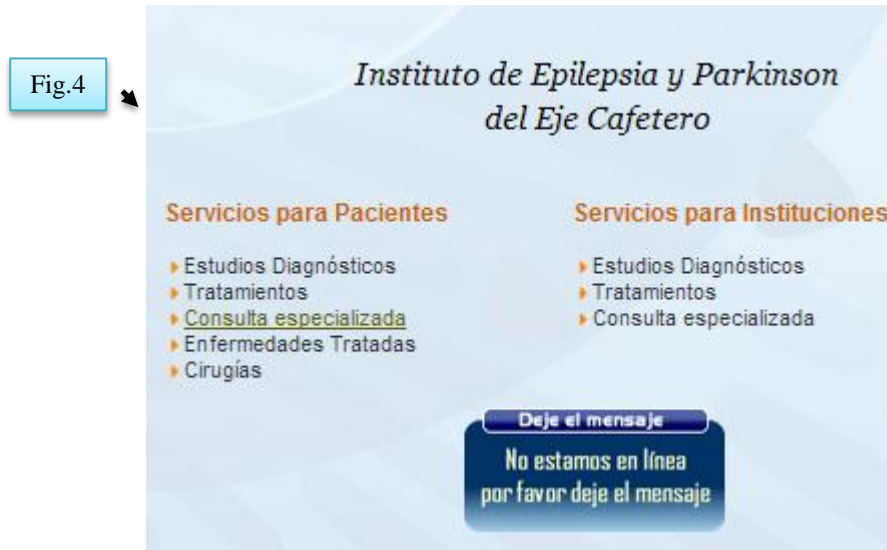 Fig.4
Instituto de Epilepsia y Parkinson
del Eje Cafetero
Servicios para Pacientes
Estudios Diagnósticos
Tratamientos
Consulta especializada
Enfermedades Tratadas
Cirugías
Servicios para Instituciones
Estudios Diagnósticos
Tratamientos
Consulta especializada
Deje el mensaje
No estamos en línea
por favor deje el mensaje